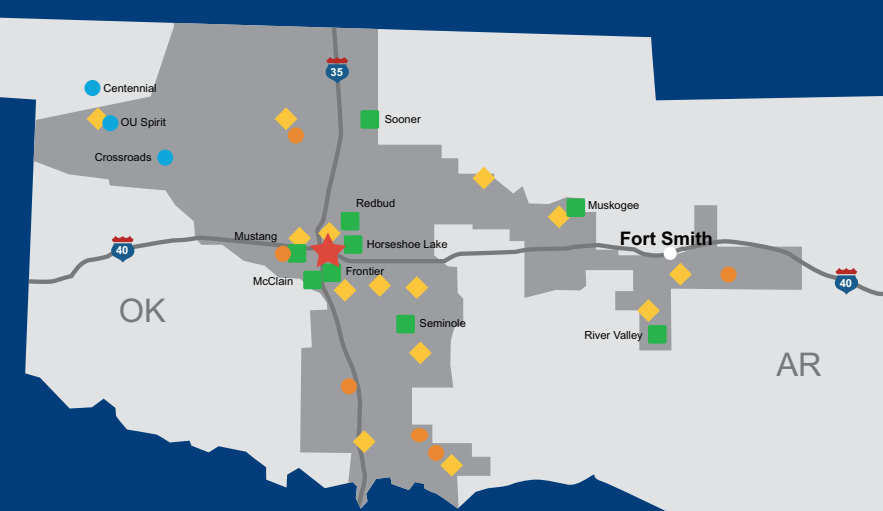 35
Centennial
OU Spirit
Sooner
Crossroads
Redbud
Muskogee
Mustang
Horseshoe Lake
Fort Smith
40
McClain
Frontier
40
OK
Seminole
River Valley
AR